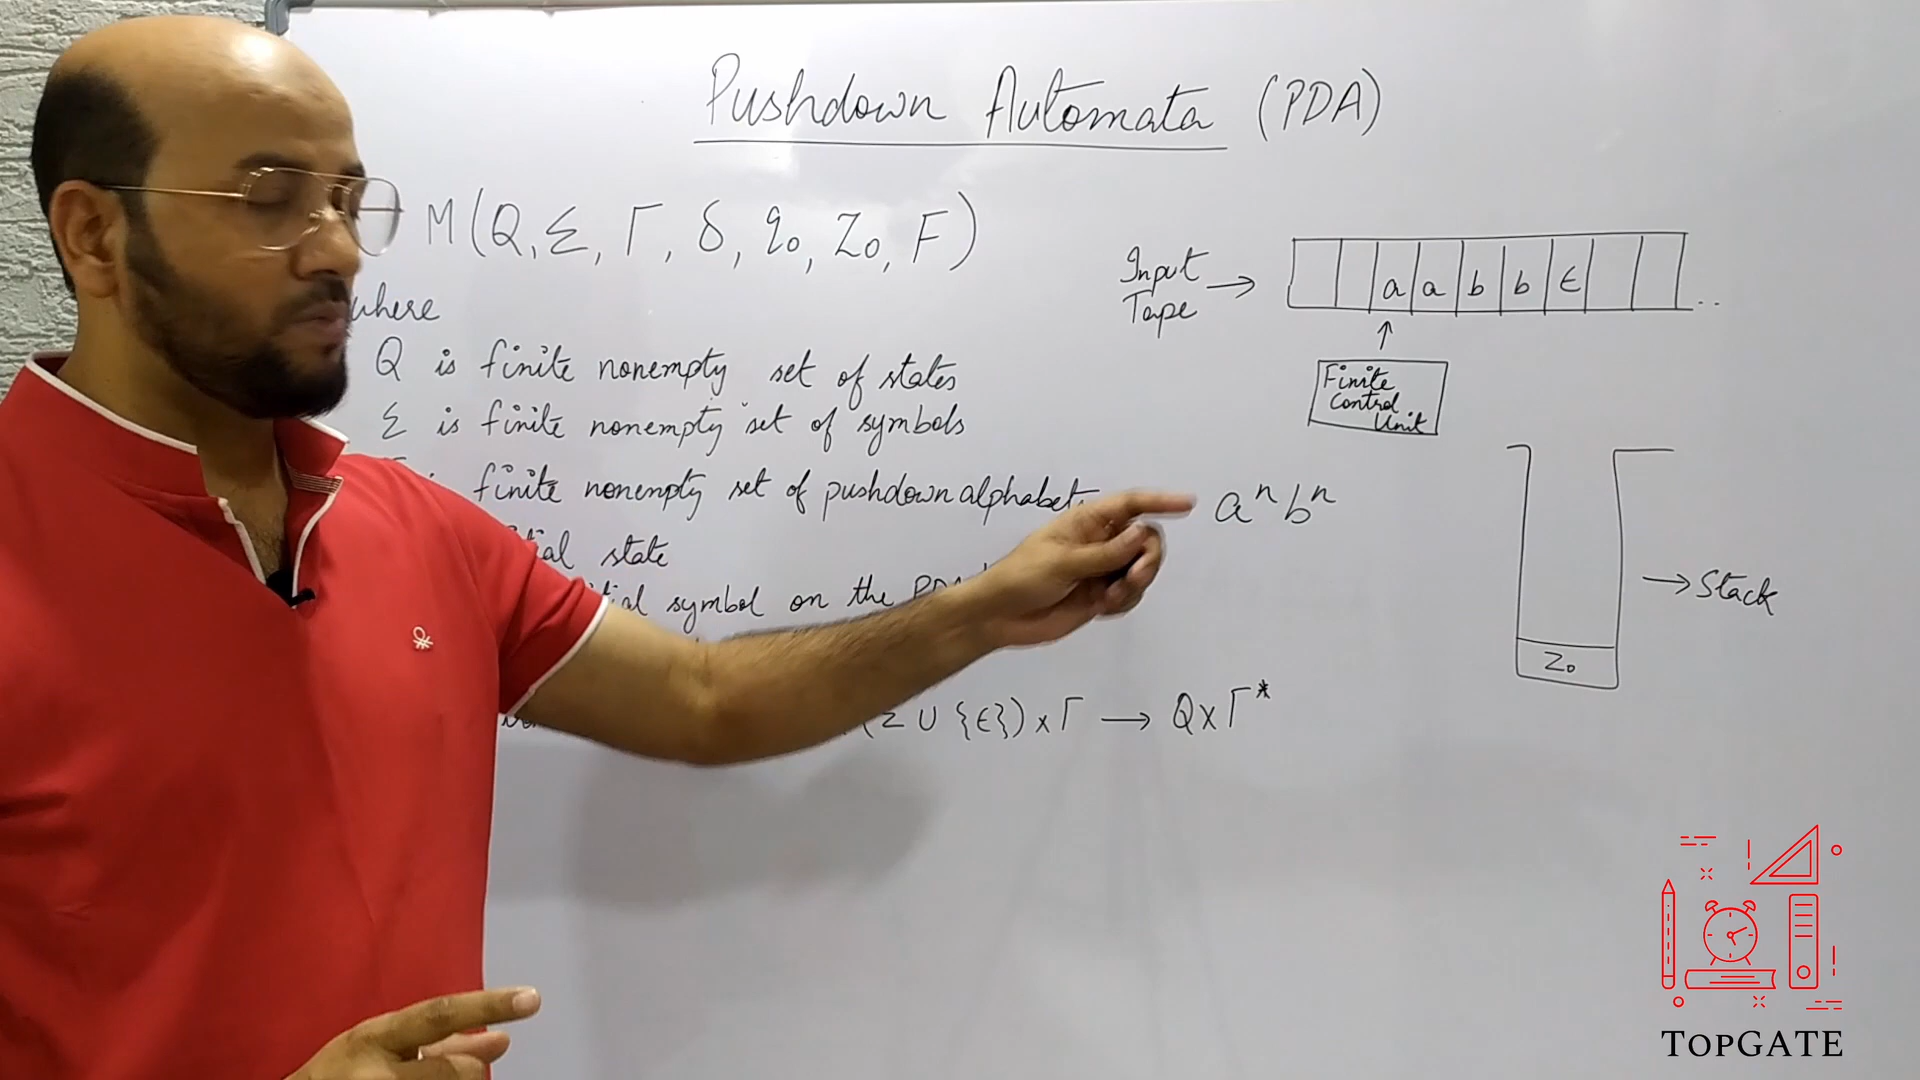 Pushdown Automata (PDA)
M(Q, Σ, Γ, δ, q₀, Z₀, F)
where
Q is finite nonempty set of states
Σ is finite nonempty set of symbols
finite nonempty set of pushdown alphabet
state
symbol on the
Σ ∪ {ϵ}) × Γ → Q × Γ*
Input Tape →
a a b b ϵ ..
↑
Finite
Control
Unit
aⁿbⁿ
→ Stack
Z₀
TOPGATE